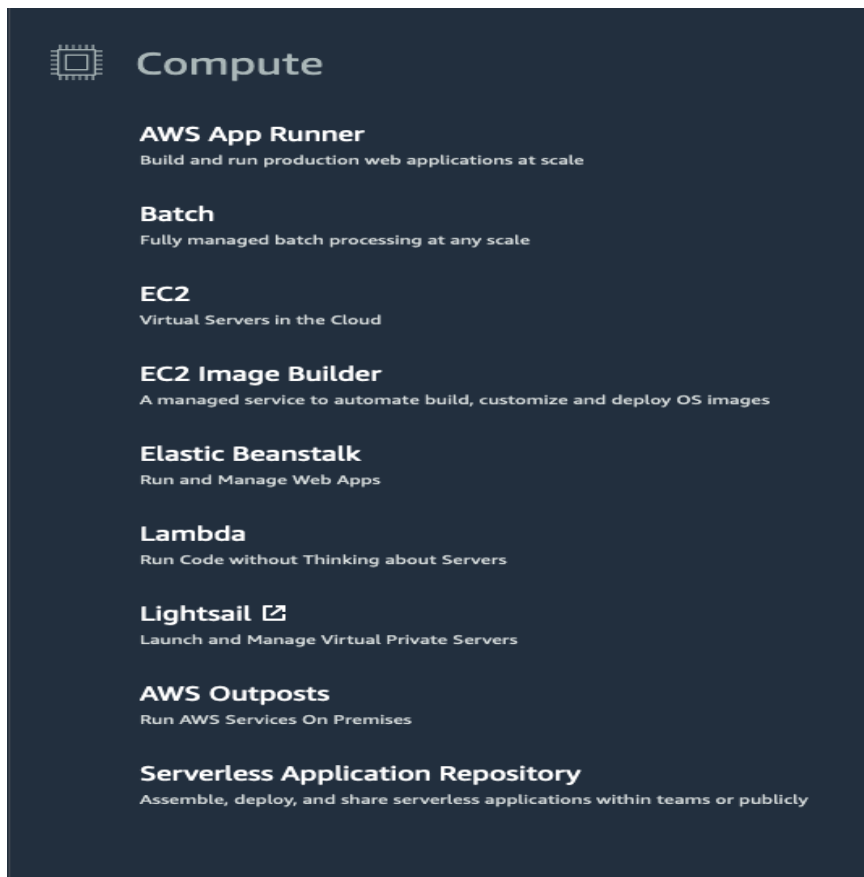 Compute
AWS App Runner
Build and run production web applications at scale
Batch
Fully managed batch processing at any scale
EC2
Virtual Servers in the Cloud
EC2 Image Builder
A managed service to automate build, customize and deploy OS images
Elastic Beanstalk
Run and Manage Web Apps
Lambda
Run Code without Thinking about Servers
Lightsail
Launch and Manage Virtual Private Servers
AWS Outposts
Run AWS Services On Premises
Serverless Application Repository
Assemble, deploy, and share serverless applications within teams or publicly